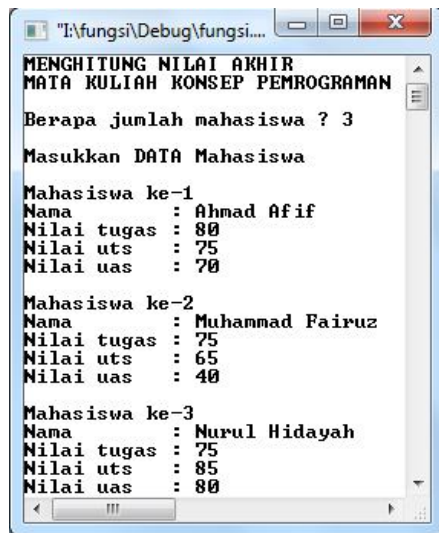 "I:\fungsi\Debug\fungsi....
MENGHITUNG NILAI AKHIR
MATA KULIAH KONSEP PEMROGRAMAN
Berapa jumlah mahasiswa ? 3
Masukkan DATA Mahasiswa
Mahasiswa ke-1
Nama : Ahmad Afif
Nilai tugas : 80
Nilai uts : 75
Nilai uas : 70
Mahasiswa ke-2
Nama : Muhammad Fairuz
Nilai tugas : 75
Nilai uts : 65
Nilai uas : 40
Mahasiswa ke-3
Nama : Nurul Hidayah
Nilai tugas : 75
Nilai uts : 85
Nilai uas : 80